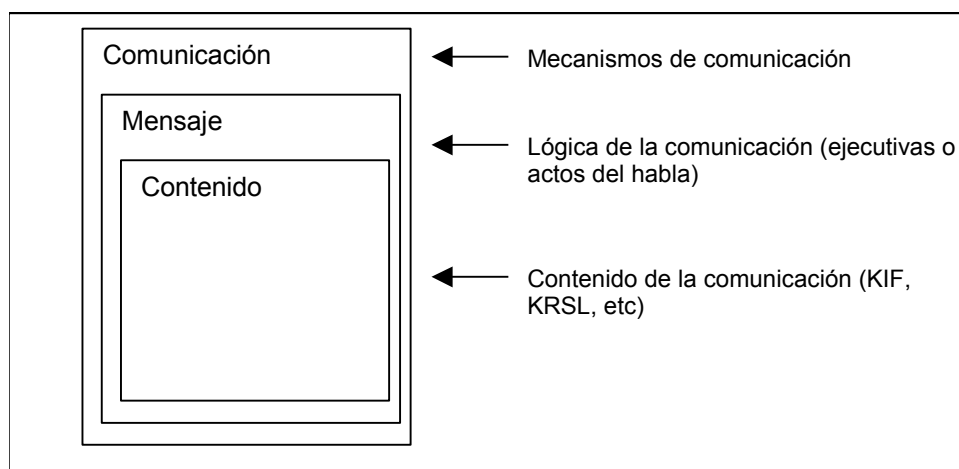 Comunicación
Mecanismos de comunicación
Mensaje
Lógica de la comunicación (ejecutivas o
actos del habla)
Contenido
Contenido de la comunicación (KIF,
KRSL, etc)